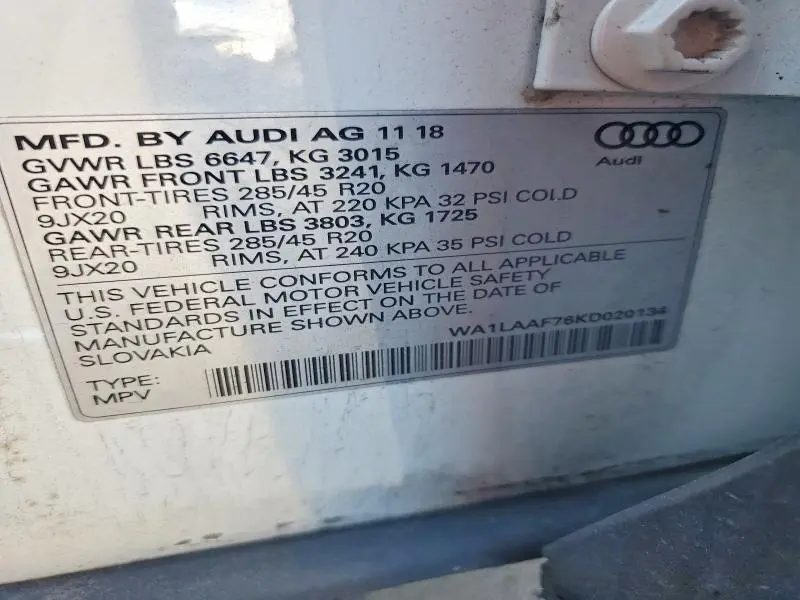 MFD. BY AUDI AG 11 18
GVWR LBS 6647, KG 3015
GAWR FRONT LBS 3241, KG 1470
FRONT-TIRES 285/45 R20
9JX20 RIMS, AT 220 KPA 32 PSI COLD
GAWR REAR LBS 3803, KG 1725
REAR-TIRES 285/45 R20
9JX20 RIMS, AT 240 KPA 35 PSI COLD
Audi
THIS VEHICLE CONFORMS TO ALL APPLICABLE
U.S. FEDERAL MOTOR VEHICLE SAFETY
STANDARDS IN EFFECT ON THE DATE OF
MANUFACTURE SHOWN ABOVE.
SLOVAKIA
WA1LAAF76KD020134
TYPE:
MPV